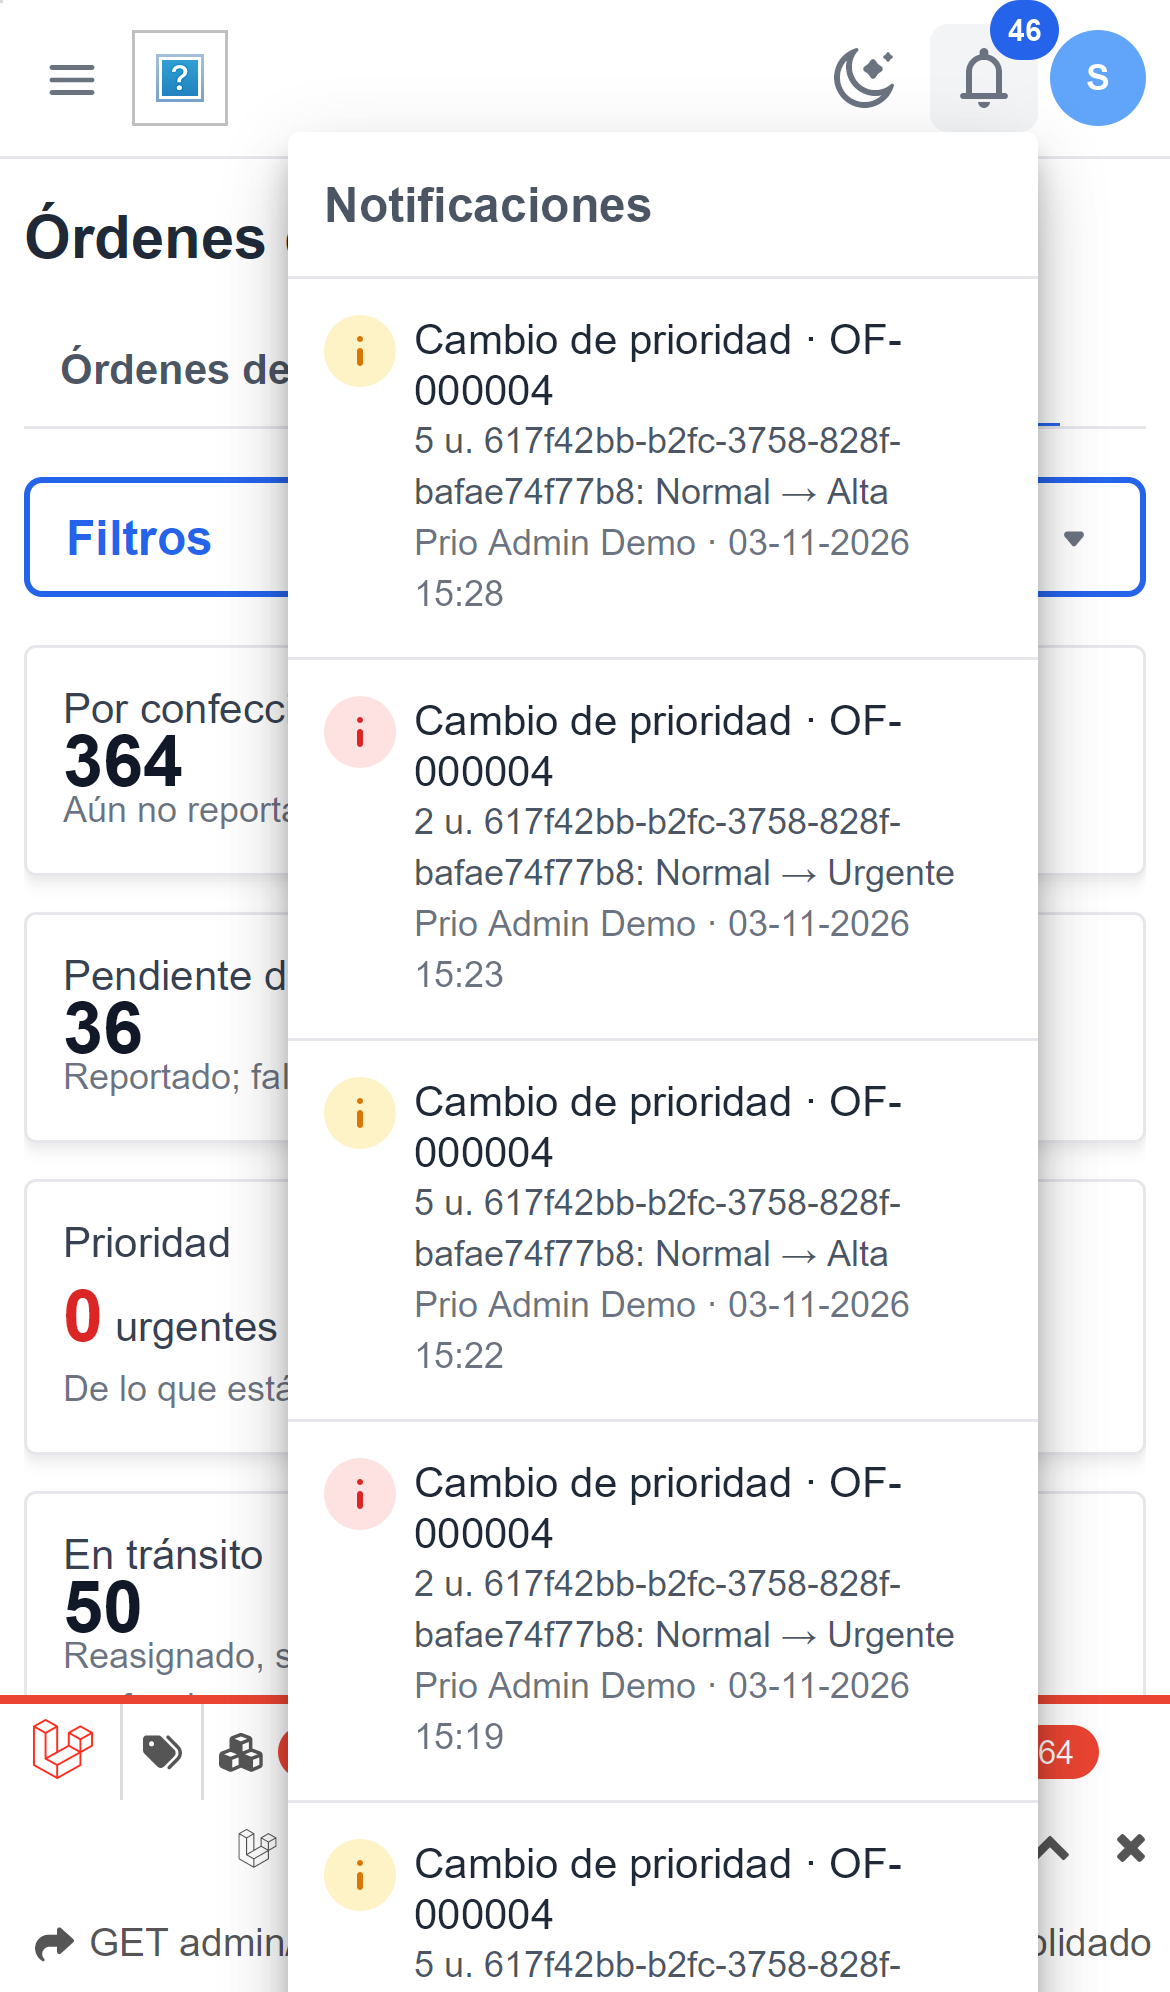 46
S
Notificaciones
Órdenes
Órdenes de
Filtros
Cambio de prioridad · OF-
000004
5 u. 617f42bb-b2fc-3758-828f-
bafae74f77b8: Normal → Alta
Prio Admin Demo · 03-11-2026
15:28
Por confecc
364
Aún no reporta
Cambio de prioridad · OF-
000004
2 u. 617f42bb-b2fc-3758-828f-
bafae74f77b8: Normal → Urgente
Prio Admin Demo · 03-11-2026
15:23
Pendiente d
36
Reportado; fal
Cambio de prioridad · OF-
000004
5 u. 617f42bb-b2fc-3758-828f-
bafae74f77b8: Normal → Alta
Prio Admin Demo · 03-11-2026
15:22
Prioridad
0 urgentes
De lo que está
Cambio de prioridad · OF-
000004
2 u. 617f42bb-b2fc-3758-828f-
bafae74f77b8: Normal → Urgente
Prio Admin Demo · 03-11-2026
15:19
En tránsito
50
Reasignado, s
64
Cambio de prioridad · OF-
000004
5 u. 617f42bb-b2fc-3758-828f-
GET admin/
olidado